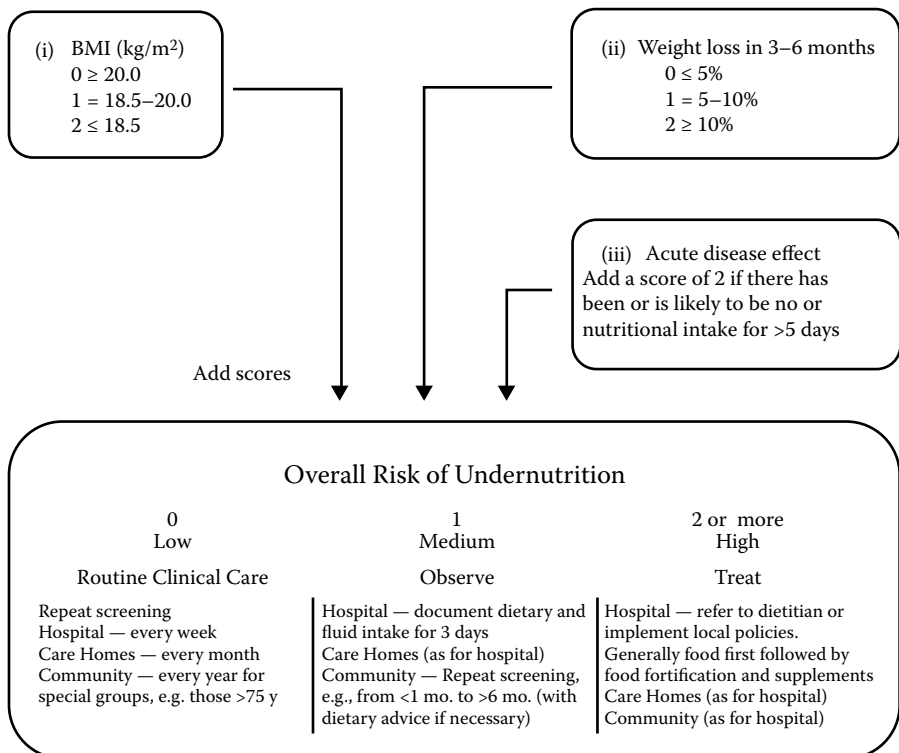 (i) BMI (kg/m²)
0 ≥ 20.0
1 = 18.5–20.0
2 ≤ 18.5
(ii) Weight loss in 3–6 months
0 ≤ 5%
1 = 5–10%
2 ≥ 10%
(iii) Acute disease effect
Add a score of 2 if there has
been or is likely to be no or
nutritional intake for >5 days
Add scores
Overall Risk of Undernutrition
0
Low
Routine Clinical Care
Repeat screening
Hospital — every week
Care Homes — every month
Community — every year for
special groups, e.g. those >75 y
1
Medium
Observe
Hospital — document dietary and
fluid intake for 3 days
Care Homes (as for hospital)
Community — Repeat screening,
e.g., from <1 mo. to >6 mo. (with
dietary advice if necessary)
2 or more
High
Treat
Hospital — refer to dietitian or
implement local policies.
Generally food first followed by
food fortification and supplements
Care Homes (as for hospital)
Community (as for hospital)